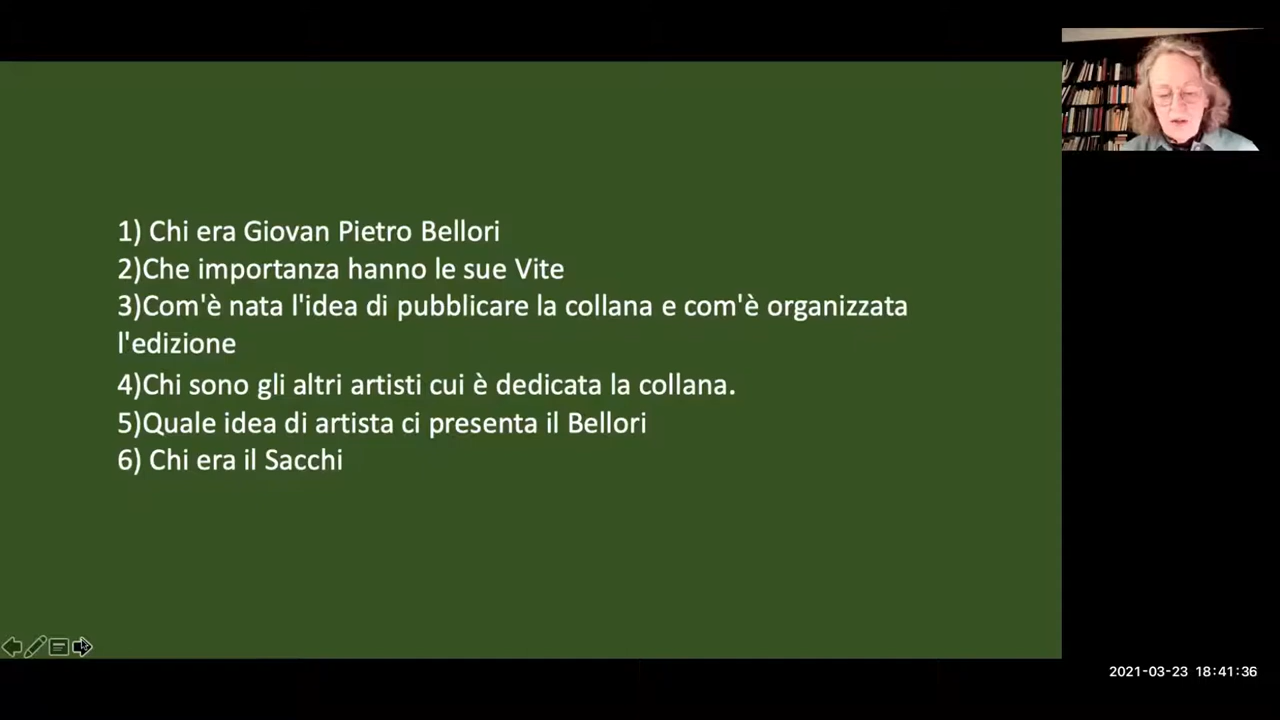 1) Chi era Giovan Pietro Bellori
2)Che importanza hanno le sue Vite
3)Com'è nata l'idea di pubblicare la collana e com'è organizzata
l'edizione
4)Chi sono gli altri artisti cui è dedicata la collana.
5)Quale idea di artista ci presenta il Bellori
6) Chi era il Sacchi
2021-03-23 18:41:36